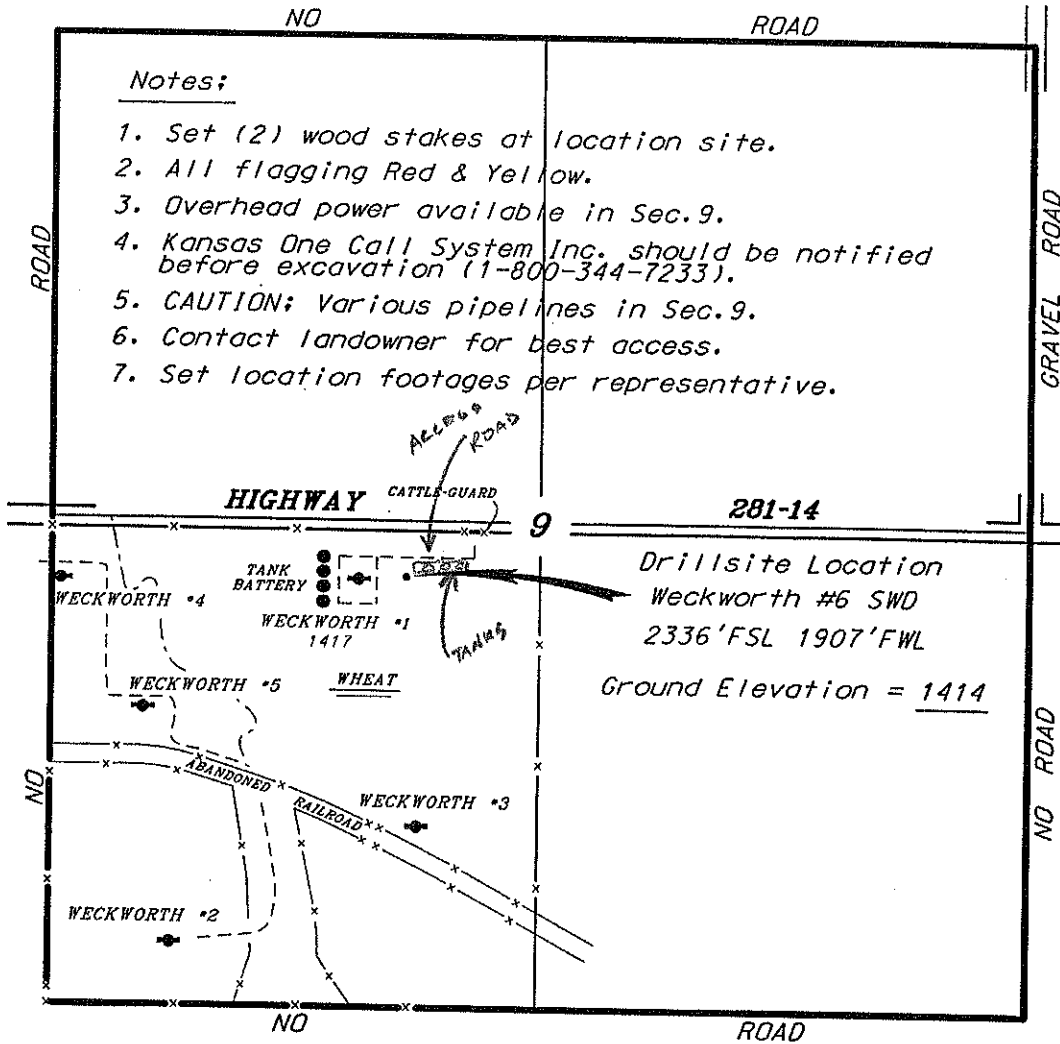 NO
ROAD
Notes:
1. Set (2) wood stakes at location site.
2. All flagging Red & Yellow.
3. Overhead power available in Sec.9.
4. Kansas One Call System Inc. should be notified
before excavation (1-800-344-7233).
5. CAUTION: Various pipelines in Sec.9.
6. Contact landowner for best access.
7. Set location footages per representative.
ROAD
GRAVEL ROAD
ACCESS
ROAD
HIGHWAY
CATTLE-GUARD
9
281-14
TANK
BATTERY
WECKWORTH #4
WECKWORTH #1
1417
TANKS
Drillsite Location
Weckworth #6 SWD
2336'FSL 1907'FWL
Ground Elevation = 1414
WECKWORTH #5
WHEAT
ABANDONED
RAILROAD
WECKWORTH #3
NO
NO ROAD
WECKWORTH #2
NO
ROAD